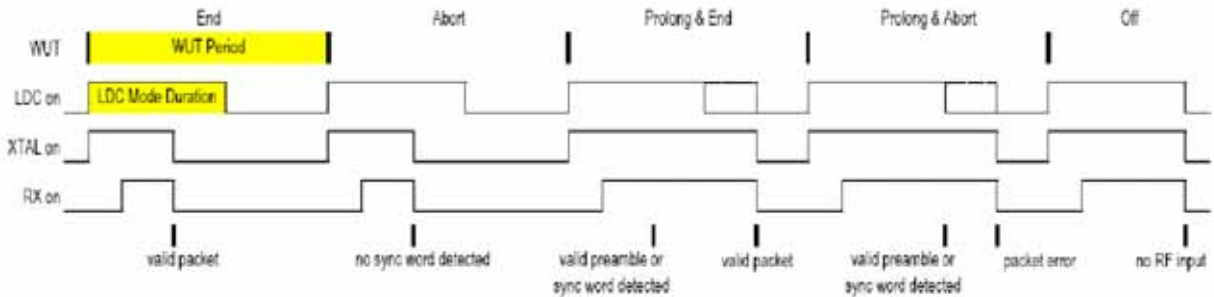 End Abort Prolong & End Prolong & Abort Off
WUT WUT Period
LDC on LDC Mode Duration
XTAL on
RX on
valid packet no sync word detected valid preamble or valid packet valid preamble or packet error no RF input
sync word detected sync word detected